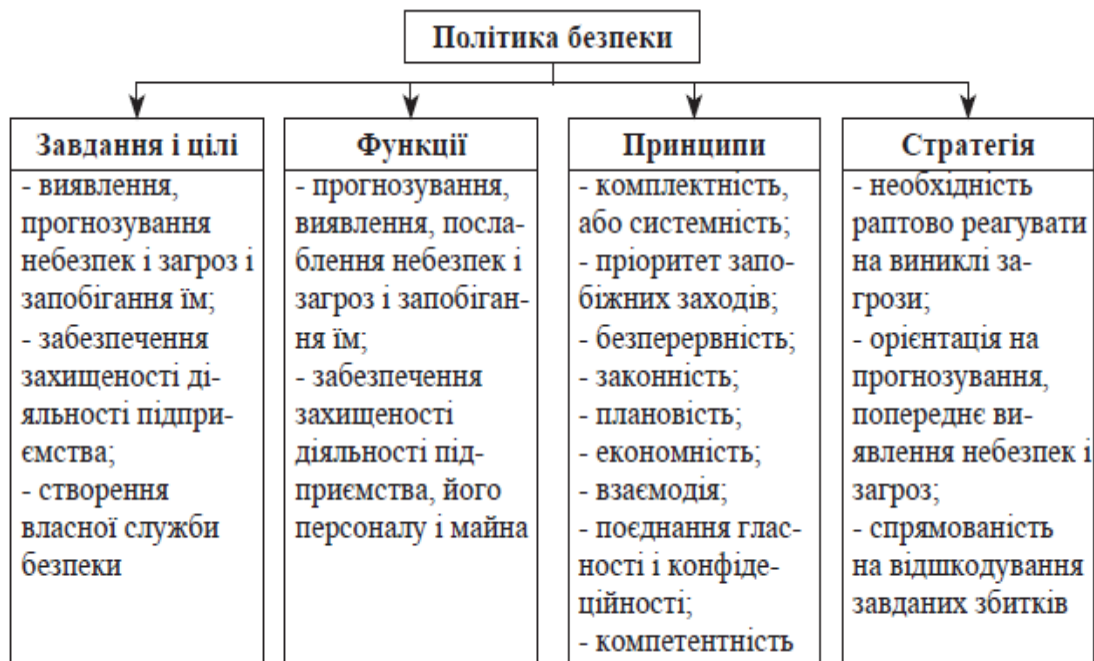 Політика безпеки
Завдання і цілі
- виявлення,
прогнозування
небезпек і загроз і
запобігання їм;
- забезпечення
захищеності ді-
яльності підпри-
ємства;
- створення
власної служби
безпеки
Функції
- прогнозування,
виявлення, посла-
блення небезпек і
загроз і запобіган-
ня їм;
- забезпечення
захищеності
діяльності під-
приємства, його
персоналу і майна
Принципи
- комплектність,
або системність;
- пріоритет запо-
біжних заходів;
- безперервність;
- законність;
- плановість;
- економність;
- взаємодія;
- поєднання глас-
ності і конфіде-
ційності;
- компетентність
Стратегія
- необхідність
раптово реагувати
на виниклі за-
грози;
- орієнтація на
прогнозування,
попереднє ви-
явлення небезпек і
загроз;
- спрямованість
на відшкодування
завданих збитків